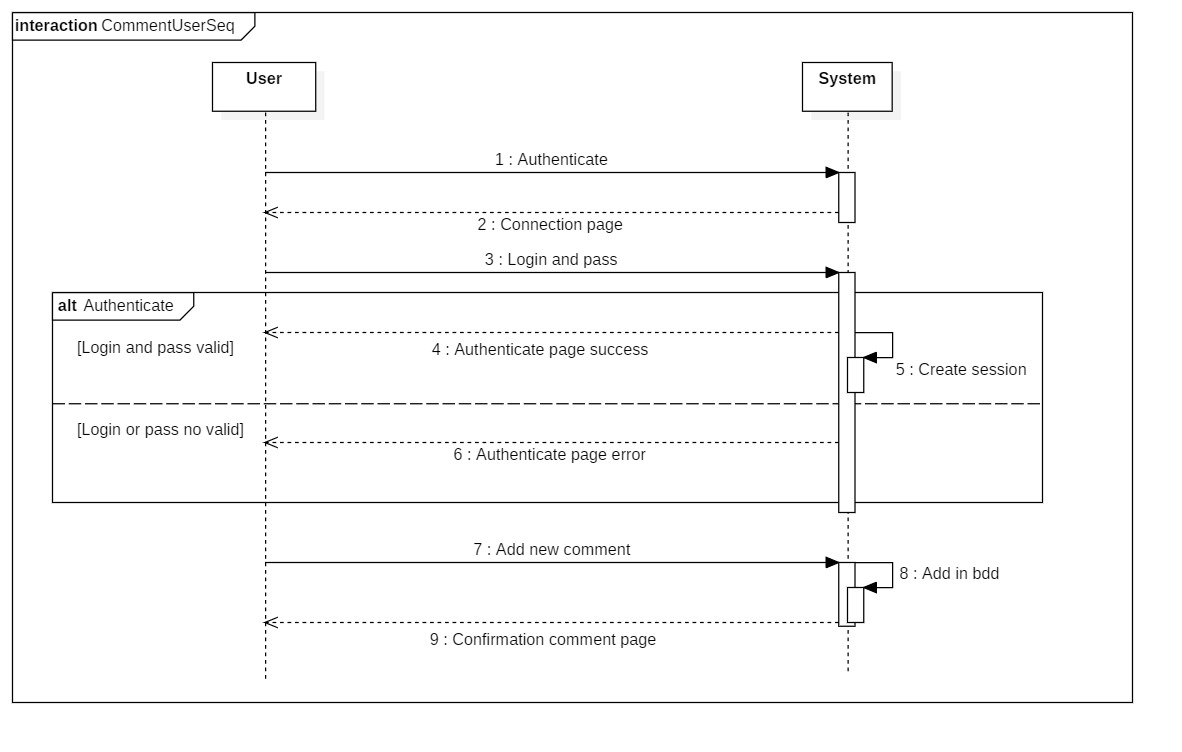 interaction CommentUserSeq
User
System
1 : Authenticate
2 : Connection page
3 : Login and pass
alt Authenticate
[Login and pass valid]
4 : Authenticate page success
5 : Create session
[Login or pass no valid]
6 : Authenticate page error
7 : Add new comment
8 : Add in bdd
9 : Confirmation comment page